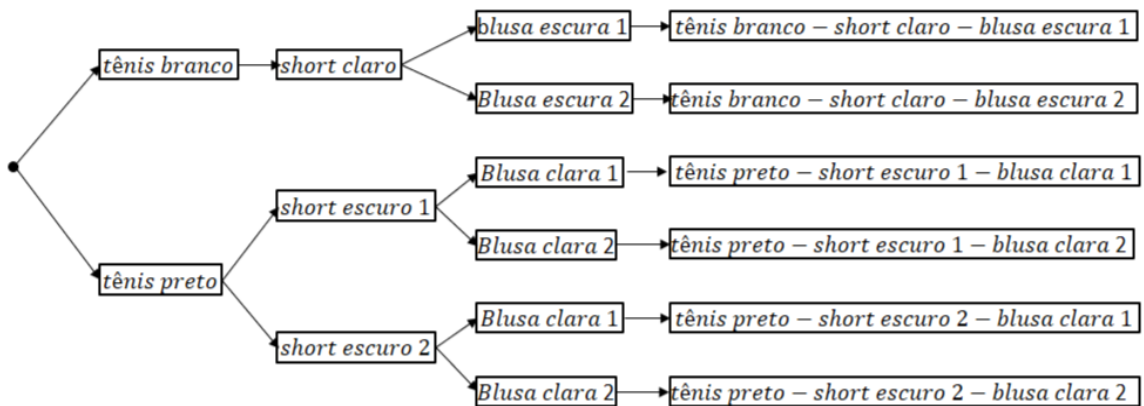 blusa escura 1
tênis branco − short claro − blusa escura 1
tênis branco
short claro
Blusa escura 2
tênis branco − short claro − blusa escura 2
Blusa clara 1
tênis preto − short escuro 1 − blusa clara 1
short escuro 1
Blusa clara 2
tênis preto − short escuro 1 − blusa clara 2
tênis preto
Blusa clara 1
tênis preto − short escuro 2 − blusa clara 1
short escuro 2
Blusa clara 2
tênis preto − short escuro 2 − blusa clara 2